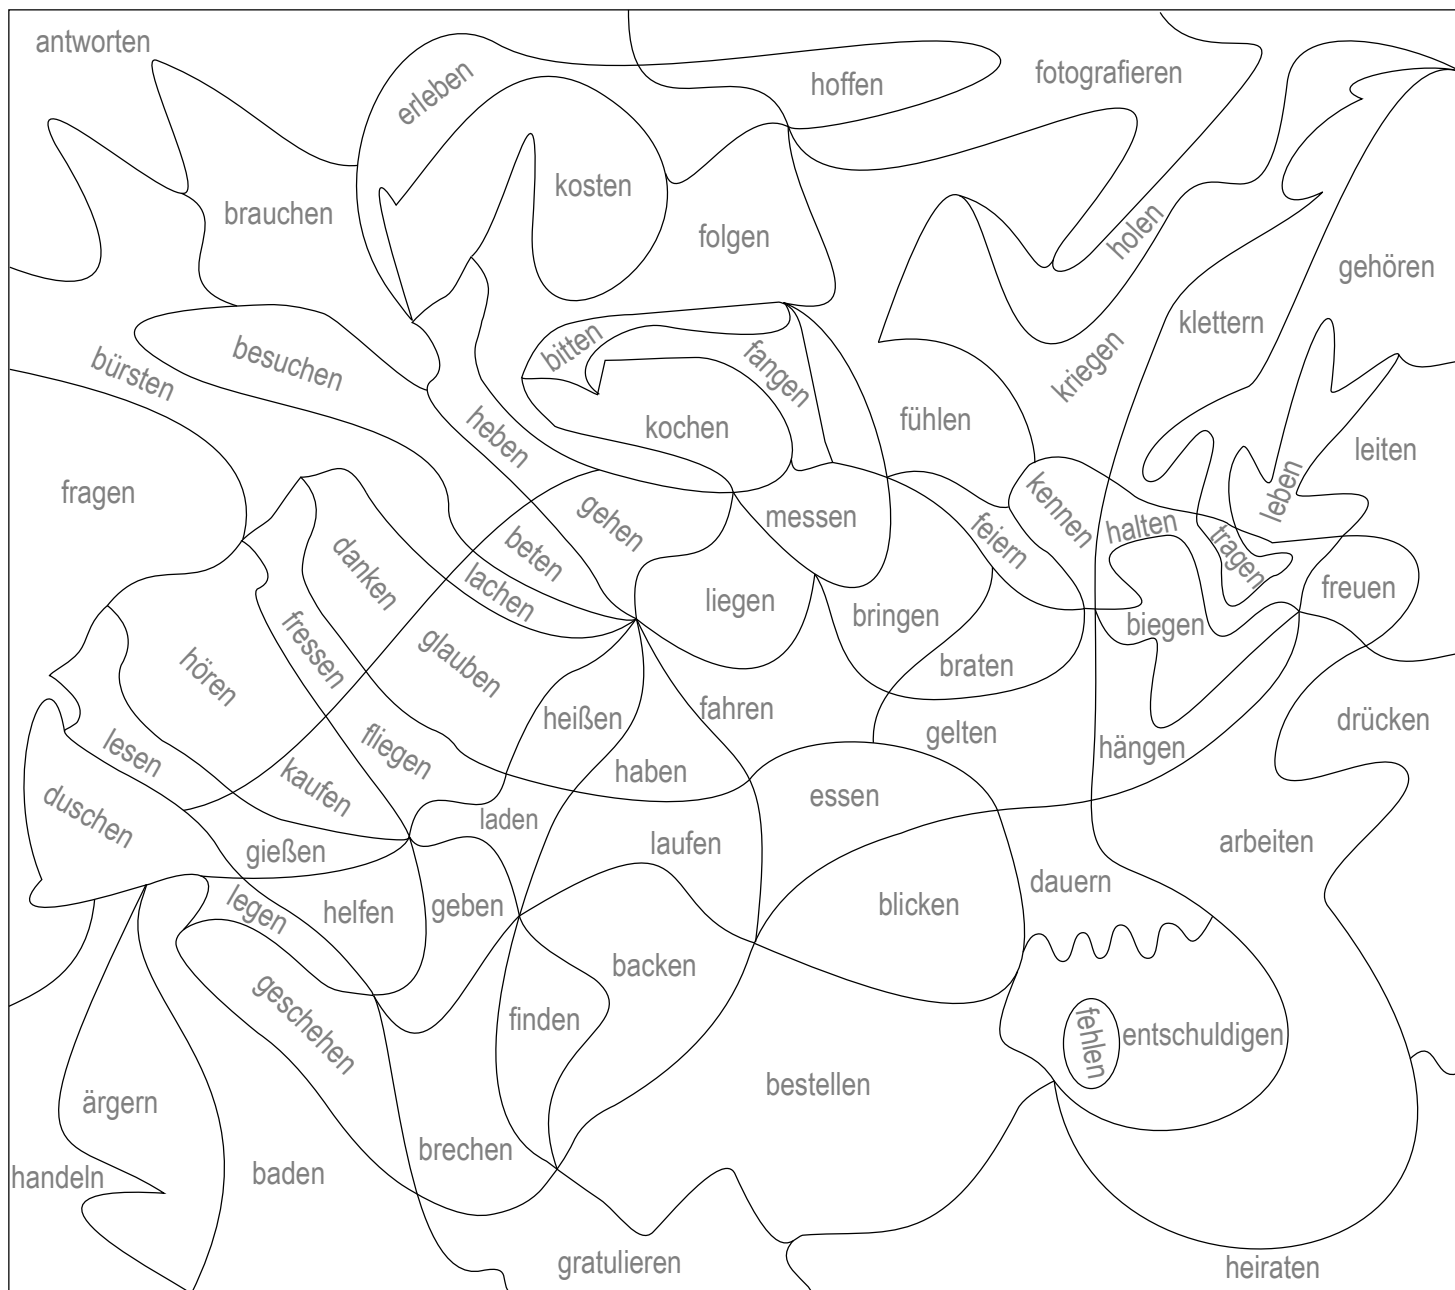 antworten
erleben
hoffen
fotografieren
brauchen
kosten
folgen
holen
gehören
bürsten
besuchen
bitten
fangen
kriegen
klettern
fragen
heben
kochen
fühlen
leiten
danken
beten
gehen
messen
feiern
kennen
halten
tragen
leben
lachen
liegen
bringen
biegen
freuen
hören
fressen
glauben
braten
lesen
kaufen
fliegen
heißen
fahren
gelten
hängen
drücken
duschen
haben
essen
laden
gießen
laufen
arbeiten
legen
helfen
geben
blicken
dauern
geschehen
finden
backen
fehlen
entschuldigen
ärgern
bestellen
handeln
baden
brechen
gratulieren
heiraten